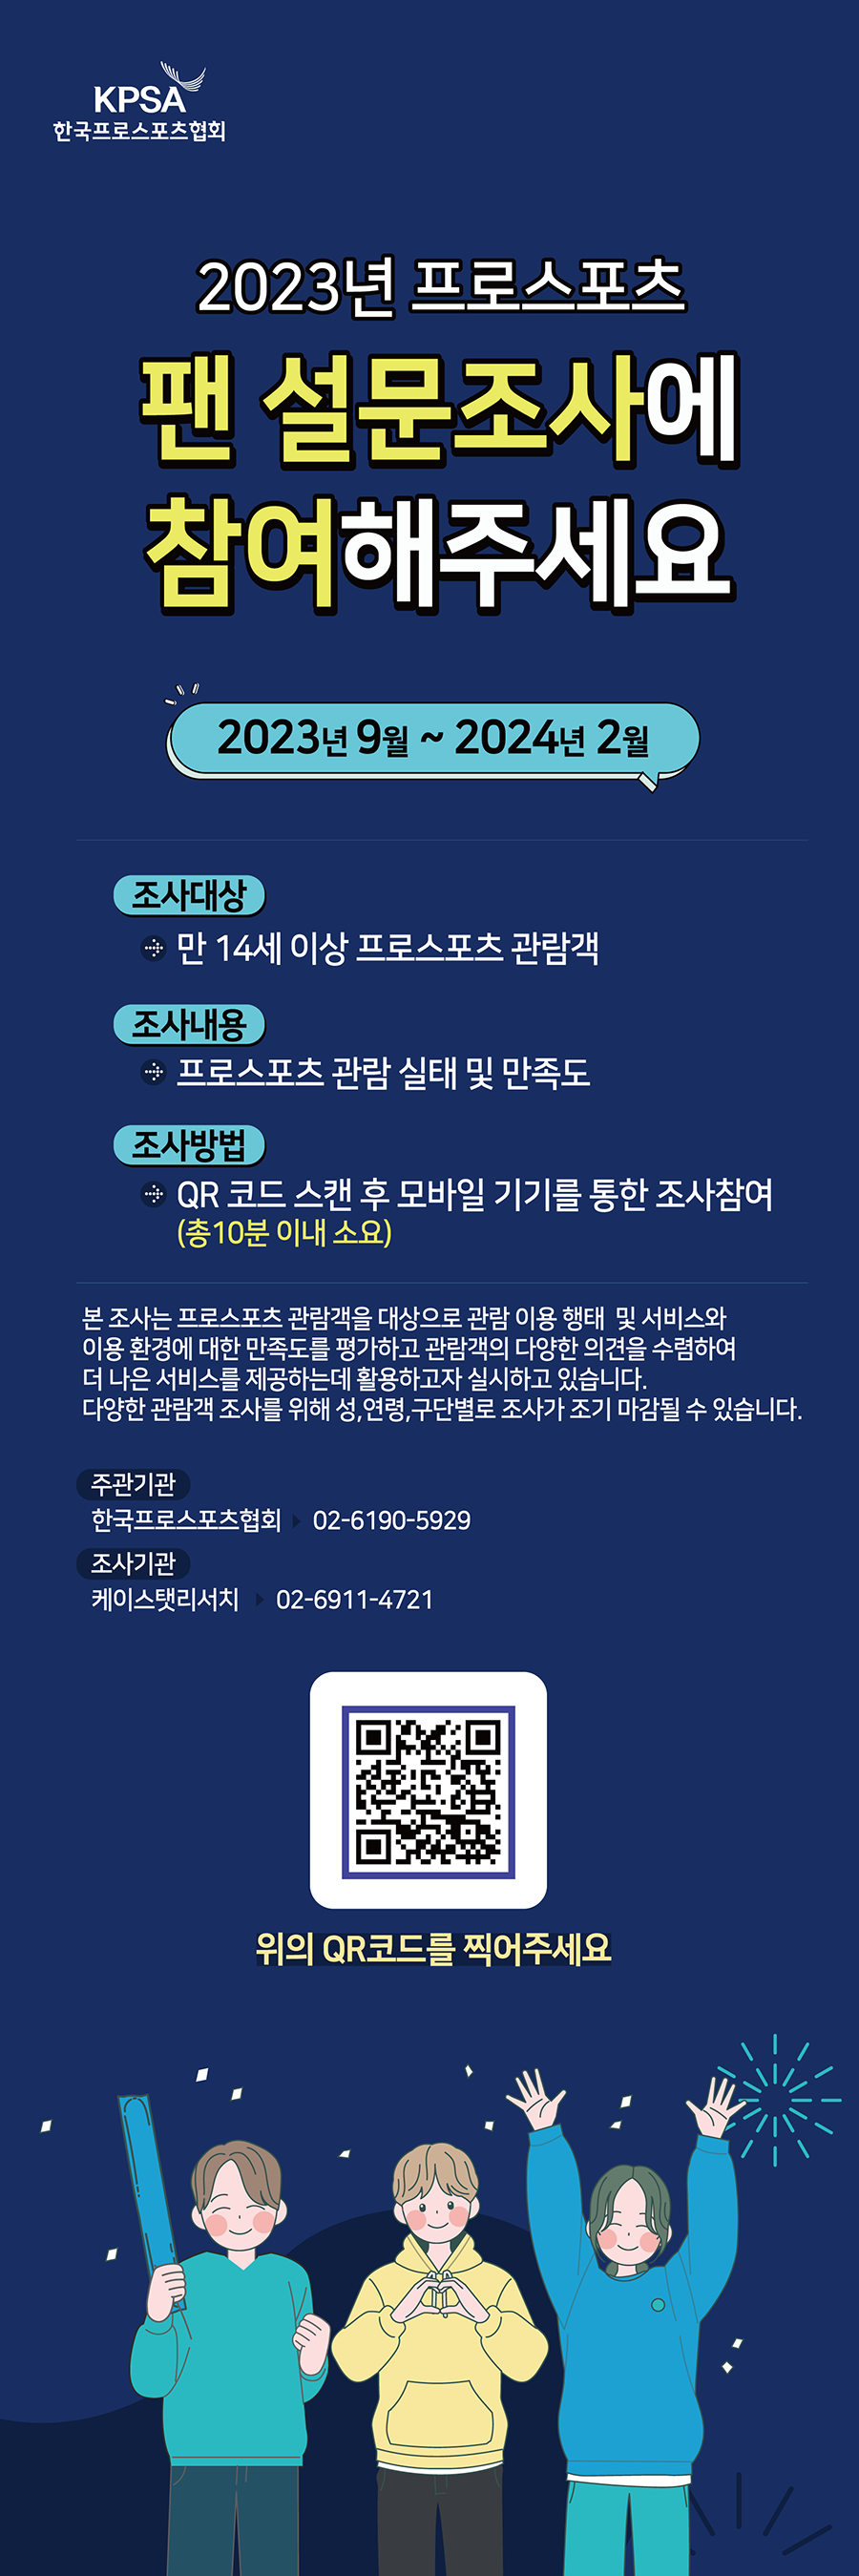 KPSA
한국프로스포츠협회
2023년 프로스포츠
팬 설문조사에
참여해주세요
2023년 9월 ~ 2024년 2월
조사대상
만 14세 이상 프로스포츠 관람객
조사내용
프로스포츠 관람 실태 및 만족도
조사방법
QR 코드 스캔 후 모바일 기기를 통한 조사참여
(총10분 이내 소요)
본 조사는 프로스포츠 관람객을 대상으로 관람 이용 행태 및 서비스와
이용 환경에 대한 만족도를 평가하고 관람객의 다양한 의견을 수렴하여
더 나은 서비스를 제공하는데 활용하고자 실시하고 있습니다.
다양한 관람객 조사를 위해 성,연령,구단별로 조사가 조기 마감될 수 있습니다.
주관기관
한국프로스포츠협회 02-6190-5929
조사기관
케이스탯리서치 02-6911-4721
위의 QR코드를 찍어주세요